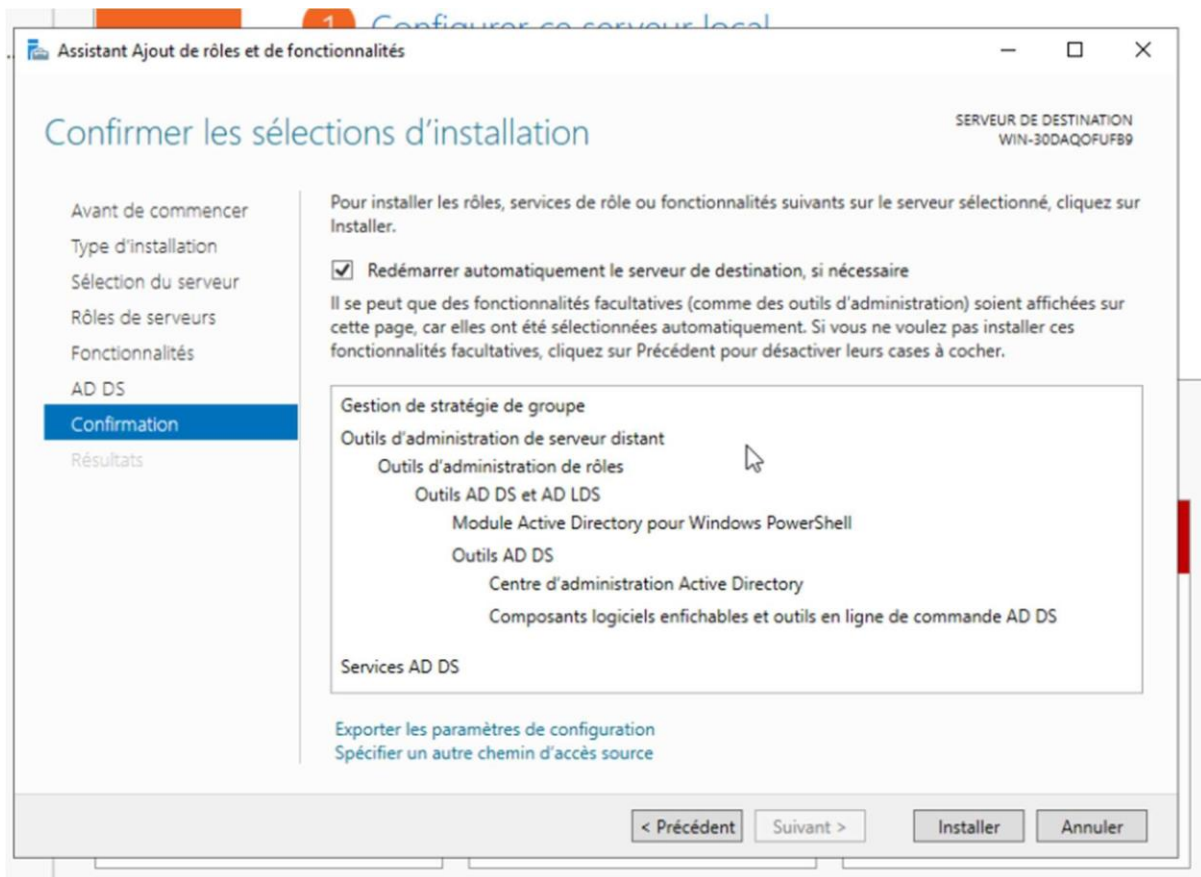 1 Configurer ce serveur local
Assistant Ajout de rôles et de fonctionnalités
Confirmer les sélections d'installation
SERVEUR DE DESTINATION
WIN-30DAQOFUFB9
Avant de commencer
Type d'installation
Sélection du serveur
Rôles de serveurs
Fonctionnalités
AD DS
Confirmation
Résultats
Pour installer les rôles, services de rôle ou fonctionnalités suivants sur le serveur sélectionné, cliquez sur
Installer.
Redémarrer automatiquement le serveur de destination, si nécessaire
Il se peut que des fonctionnalités facultatives (comme des outils d'administration) soient affichées sur
cette page, car elles ont été sélectionnées automatiquement. Si vous ne voulez pas installer ces
fonctionnalités facultatives, cliquez sur Précédent pour désactiver leurs cases à cocher.
Gestion de stratégie de groupe
Outils d'administration de serveur distant
Outils d'administration de rôles
Outils AD DS et AD LDS
Module Active Directory pour Windows PowerShell
Outils AD DS
Centre d'administration Active Directory
Composants logiciels enfichables et outils en ligne de commande AD DS
Services AD DS
Exporter les paramètres de configuration
Spécifier un autre chemin d'accès source
< Précédent
Suivant >
Installer
Annuler